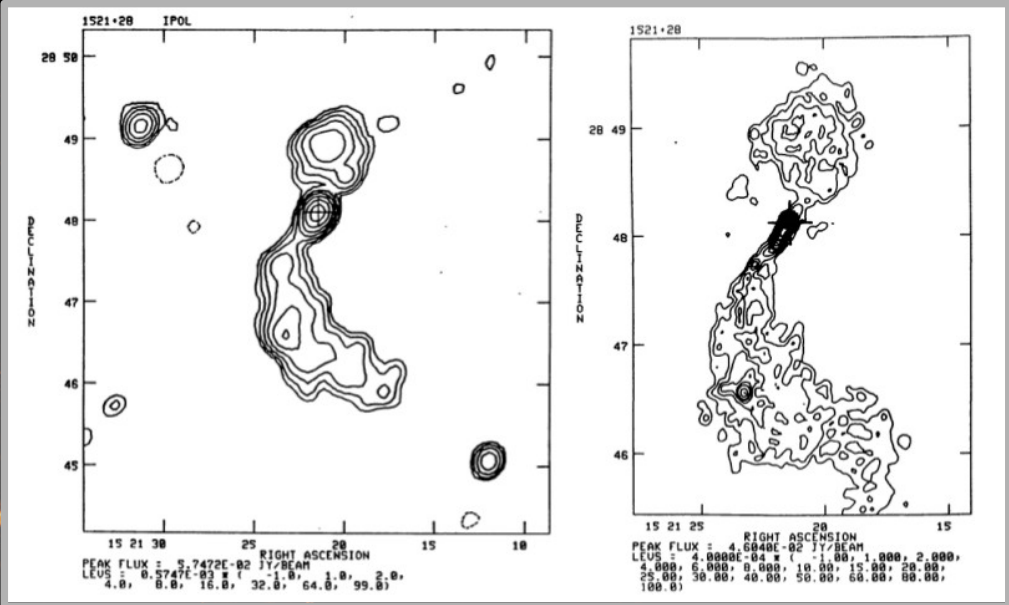 1521+28 IPOL
28 50
49
48
47
46
45
DECLINATION
15 21 30
25
20
15
10
RIGHT ASCENSION
PEAK FLUX : 5.7472E-02 JY/BEAM
LEVS : 0.5747E-03 * ( -1.0, 1.0, 2.0,
4.0, 8.0, 16.0, 32.0, 64.0, 99.0)
1521+28
28 49
48
47
46
DECLINATION
15 21 25
20
15
RIGHT ASCENSION
PEAK FLUX : 4.6040E-02 JY/BEAM
LEVS : 4.0000E-04 * ( -1.00, 1.000, 2.000,
4.000, 6.000, 8.000, 10.00, 15.00, 20.00,
25.00, 30.00, 40.00, 50.00, 60.00, 80.00,
100.0)